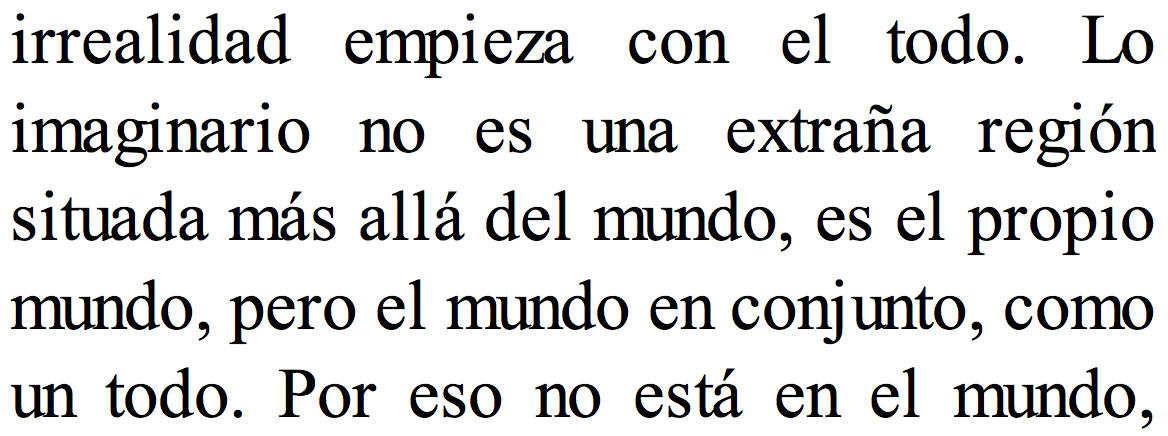 irrealidad empieza con el todo. Lo
imaginario no es una extraña región
situada más allá del mundo, es el propio
mundo, pero el mundo en conjunto, como
un todo. Por eso no está en el mundo,